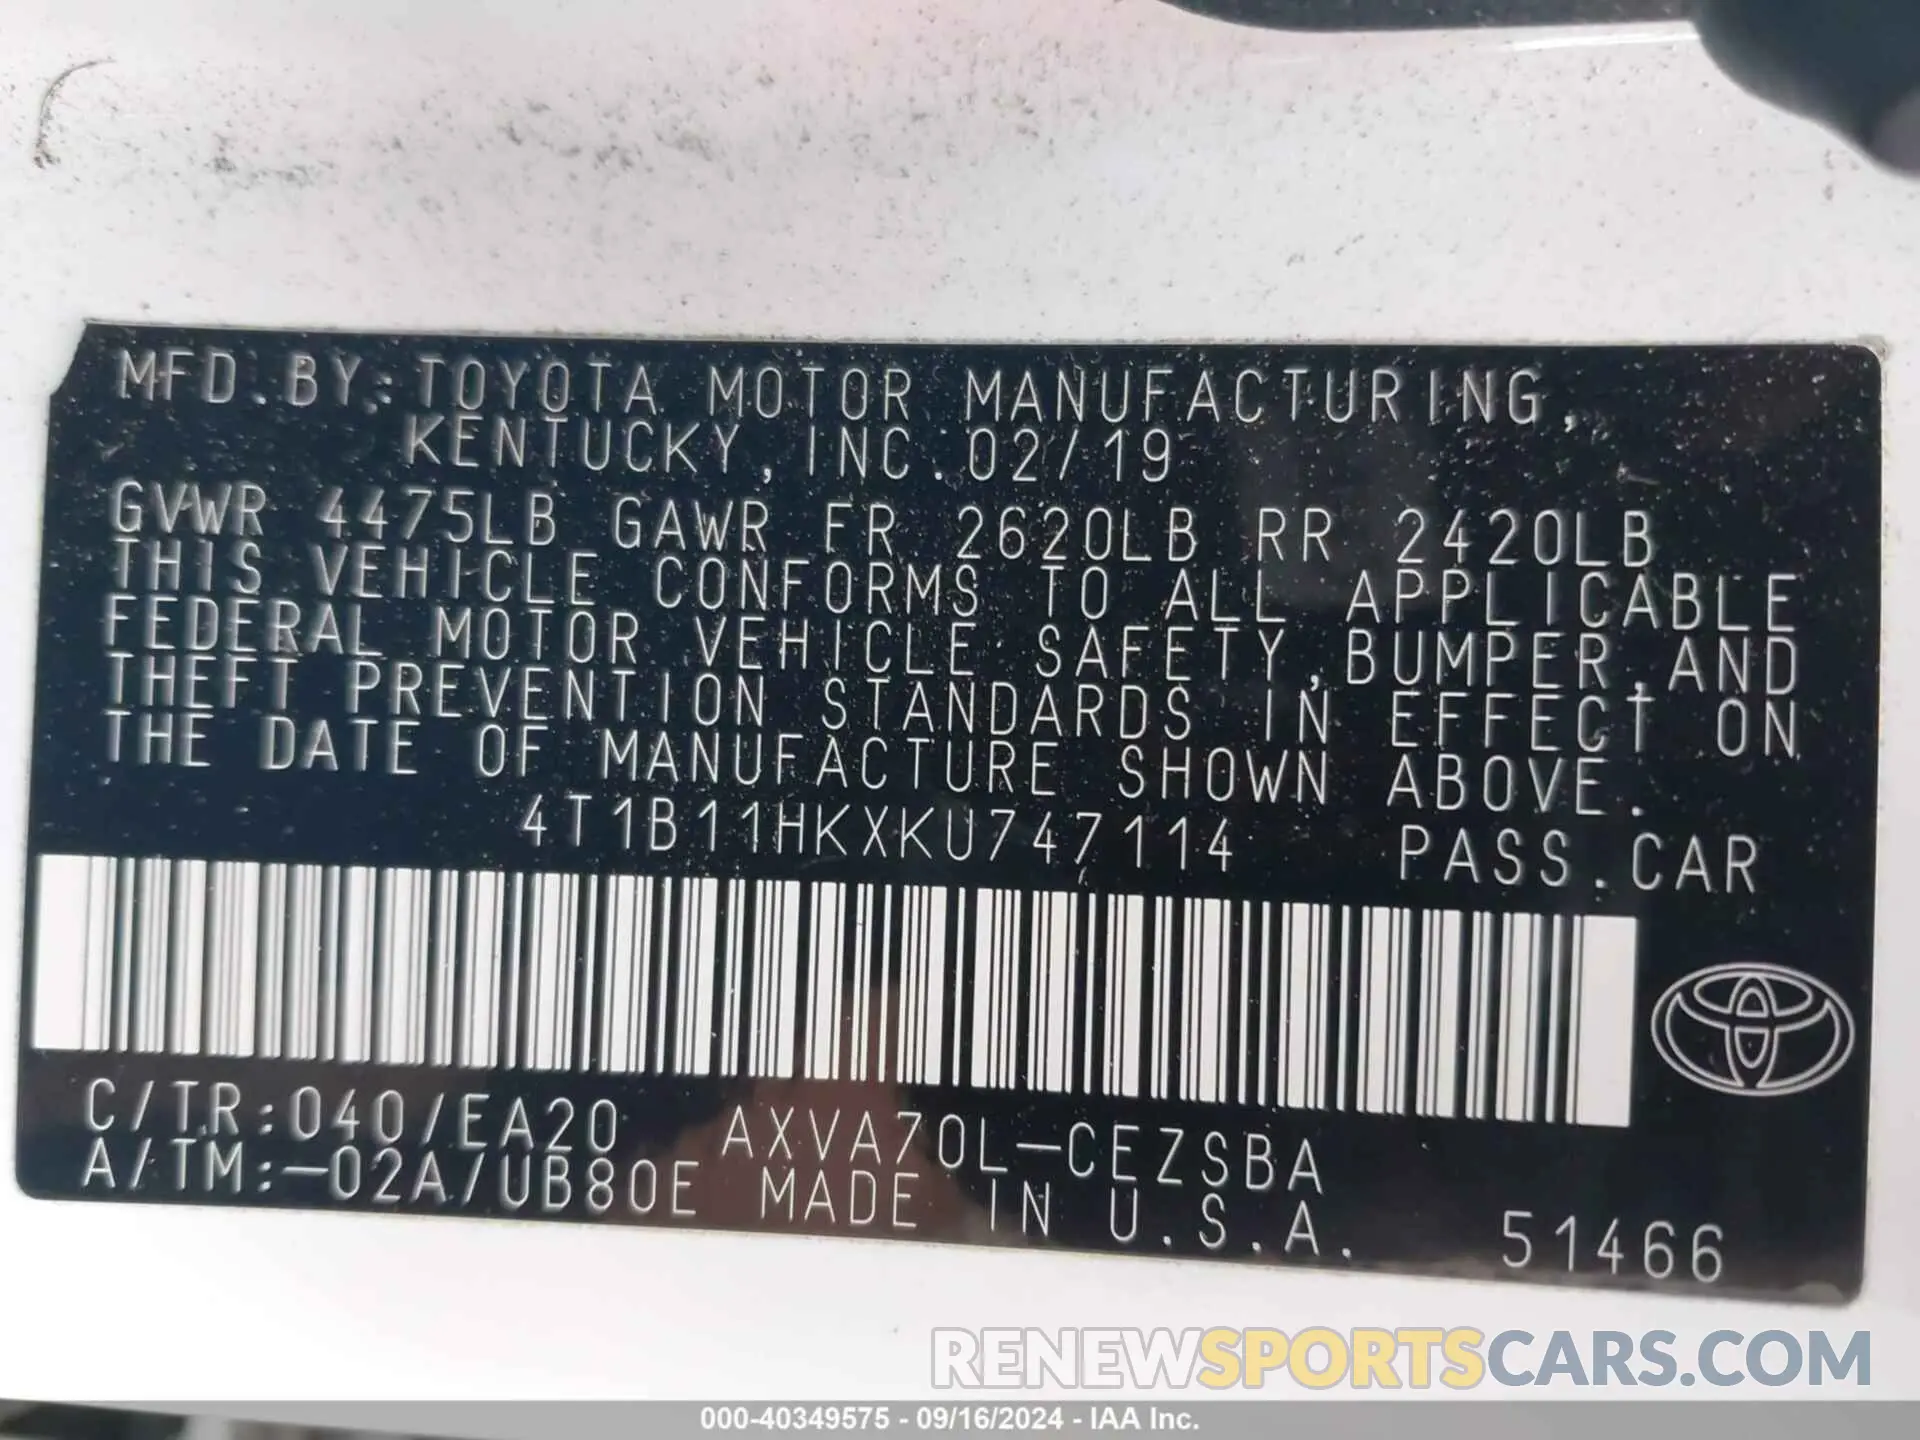 MFD.BY:TOYOTA MOTOR MANUFACTURING,
KENTUCKY,INC.02/19
GVWR 4475LB GAWR FR 2620LB RR 2420LB
THIS VEHICLE CONFORMS TO ALL APPLICABLE
FEDERAL MOTOR VEHICLE SAFETY,BUMPER,AND
THEFT PREVENTION STANDARDS IN EFFECT ON
THE DATE OF MANUFACTURE SHOWN ABOVE.
4T1B11HKXKU747114 PASS.CAR
C/TR:040/EA20 AXVA70L-CEZSBA
A/TM:-02A/UB80E MADE IN U.S.A. 51466
RENEWSPORTSCARS.COM
000-40349575 - 09/16/2024 - IAA Inc.